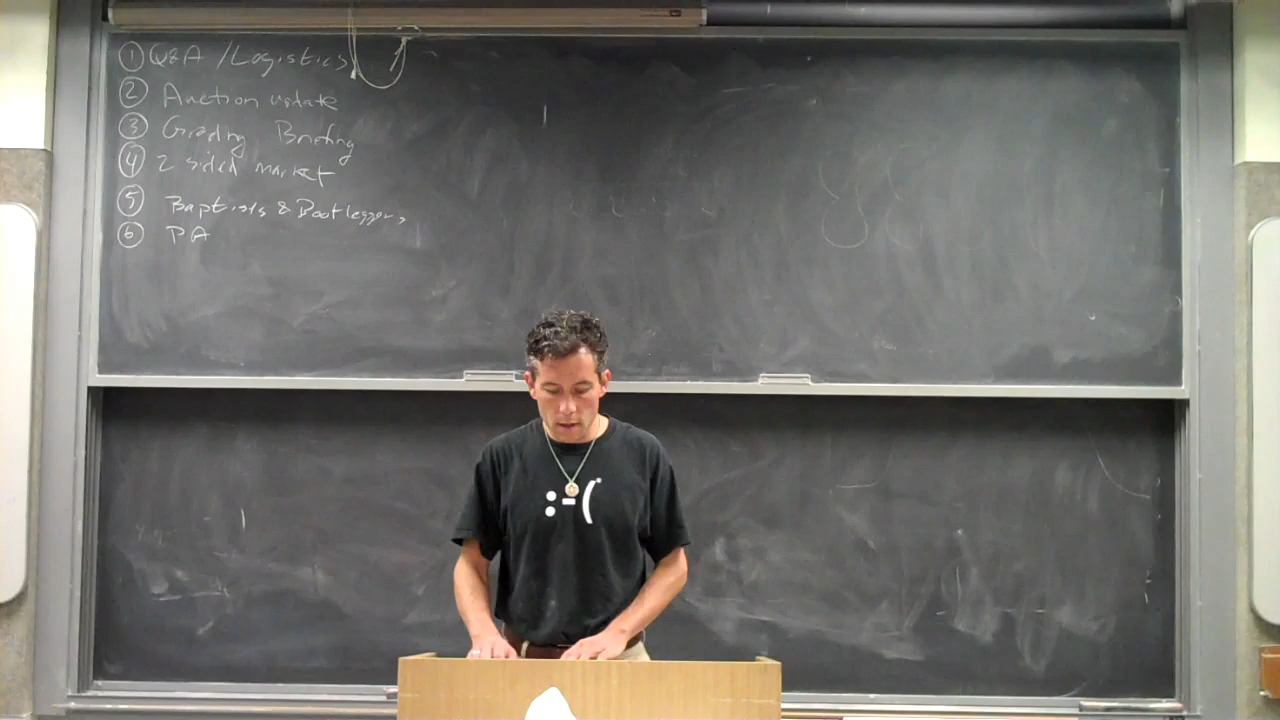 ① Q&A / Logistics
② Auction update
③ Grading Briefing
④ 2 sided market
⑤ Baptists & Bootleggers
⑥ PA
:-(